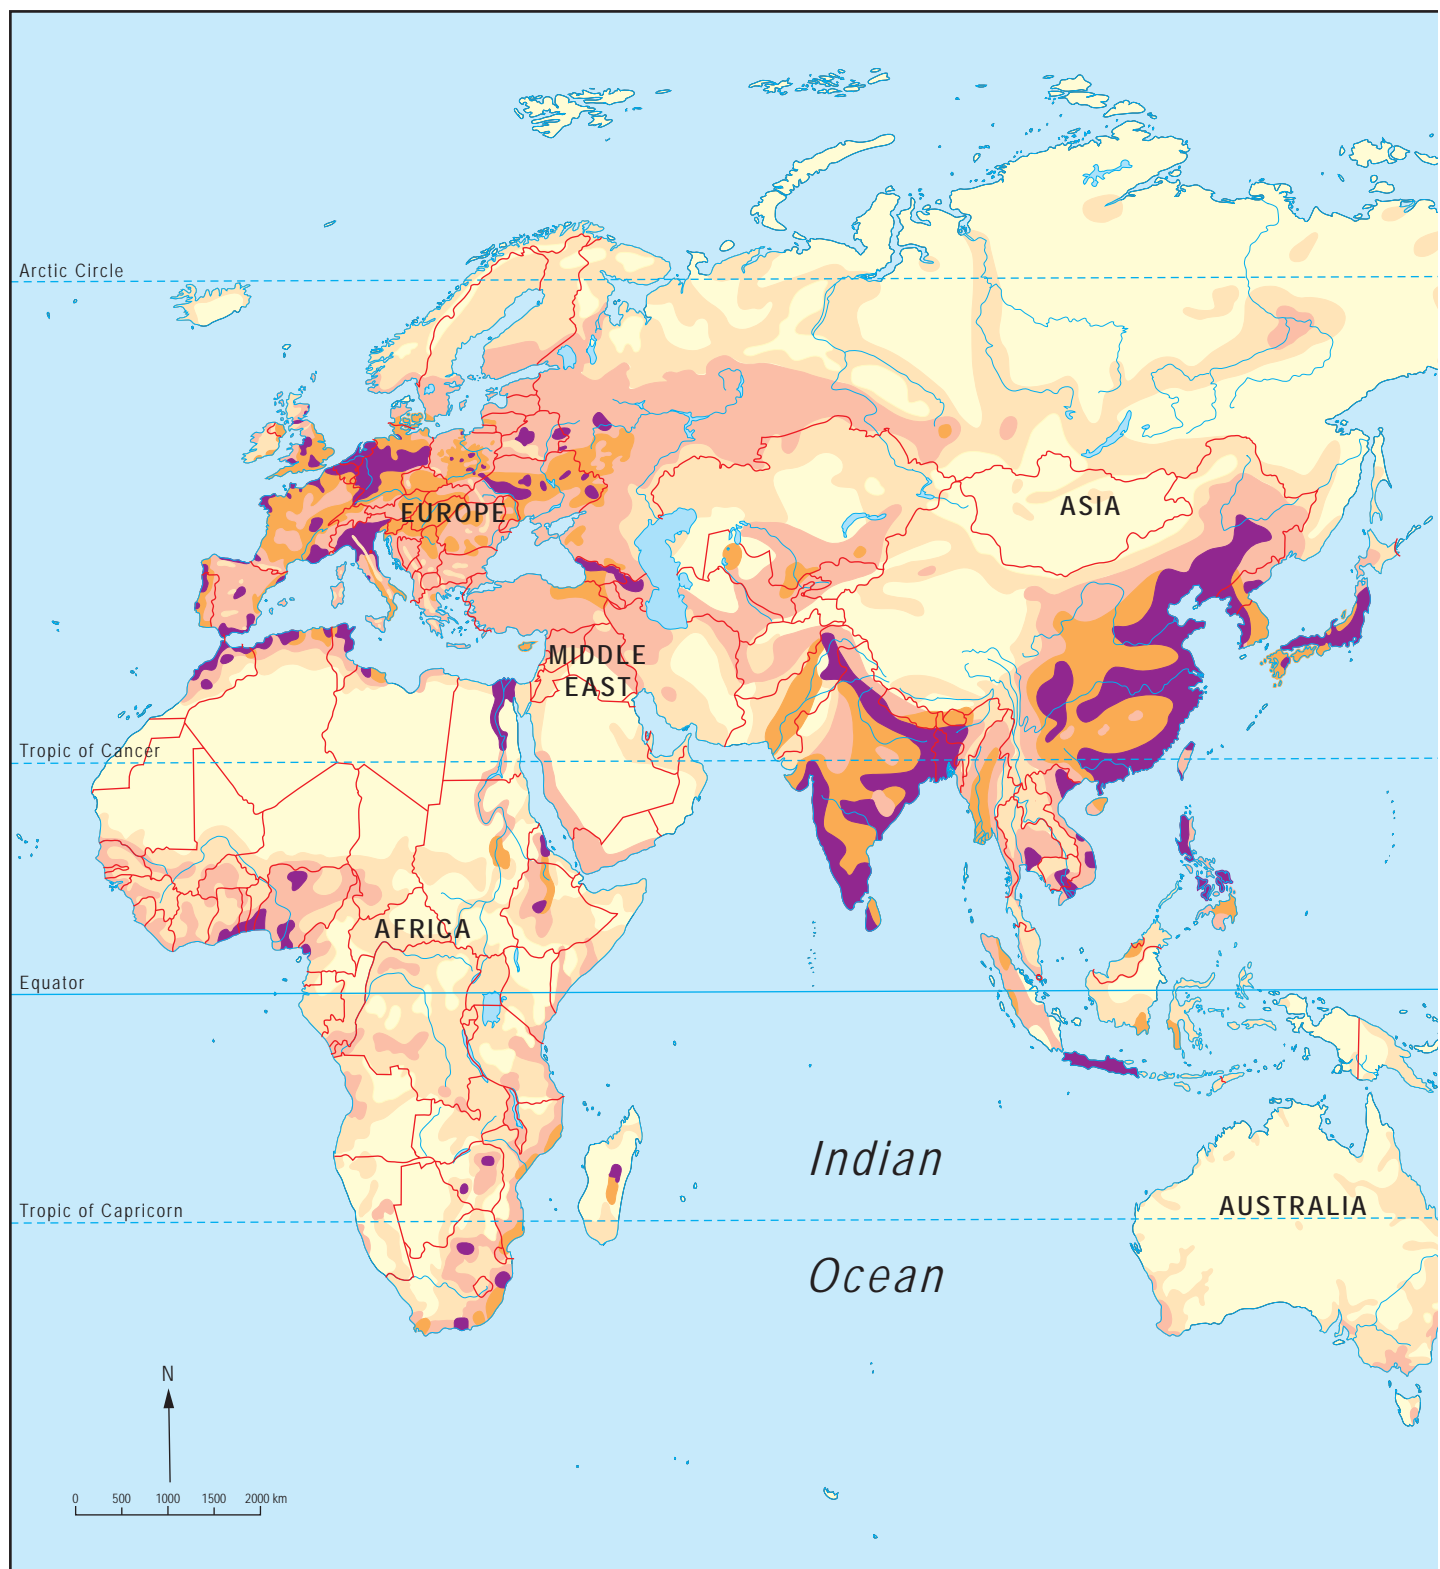 Arctic Circle
EUROPE
ASIA
MIDDLE
EAST
Tropic of Cancer
AFRICA
Equator
Indian
Tropic of Capricorn
AUSTRALIA
Ocean
N
0 500 1000 1500 2000 km